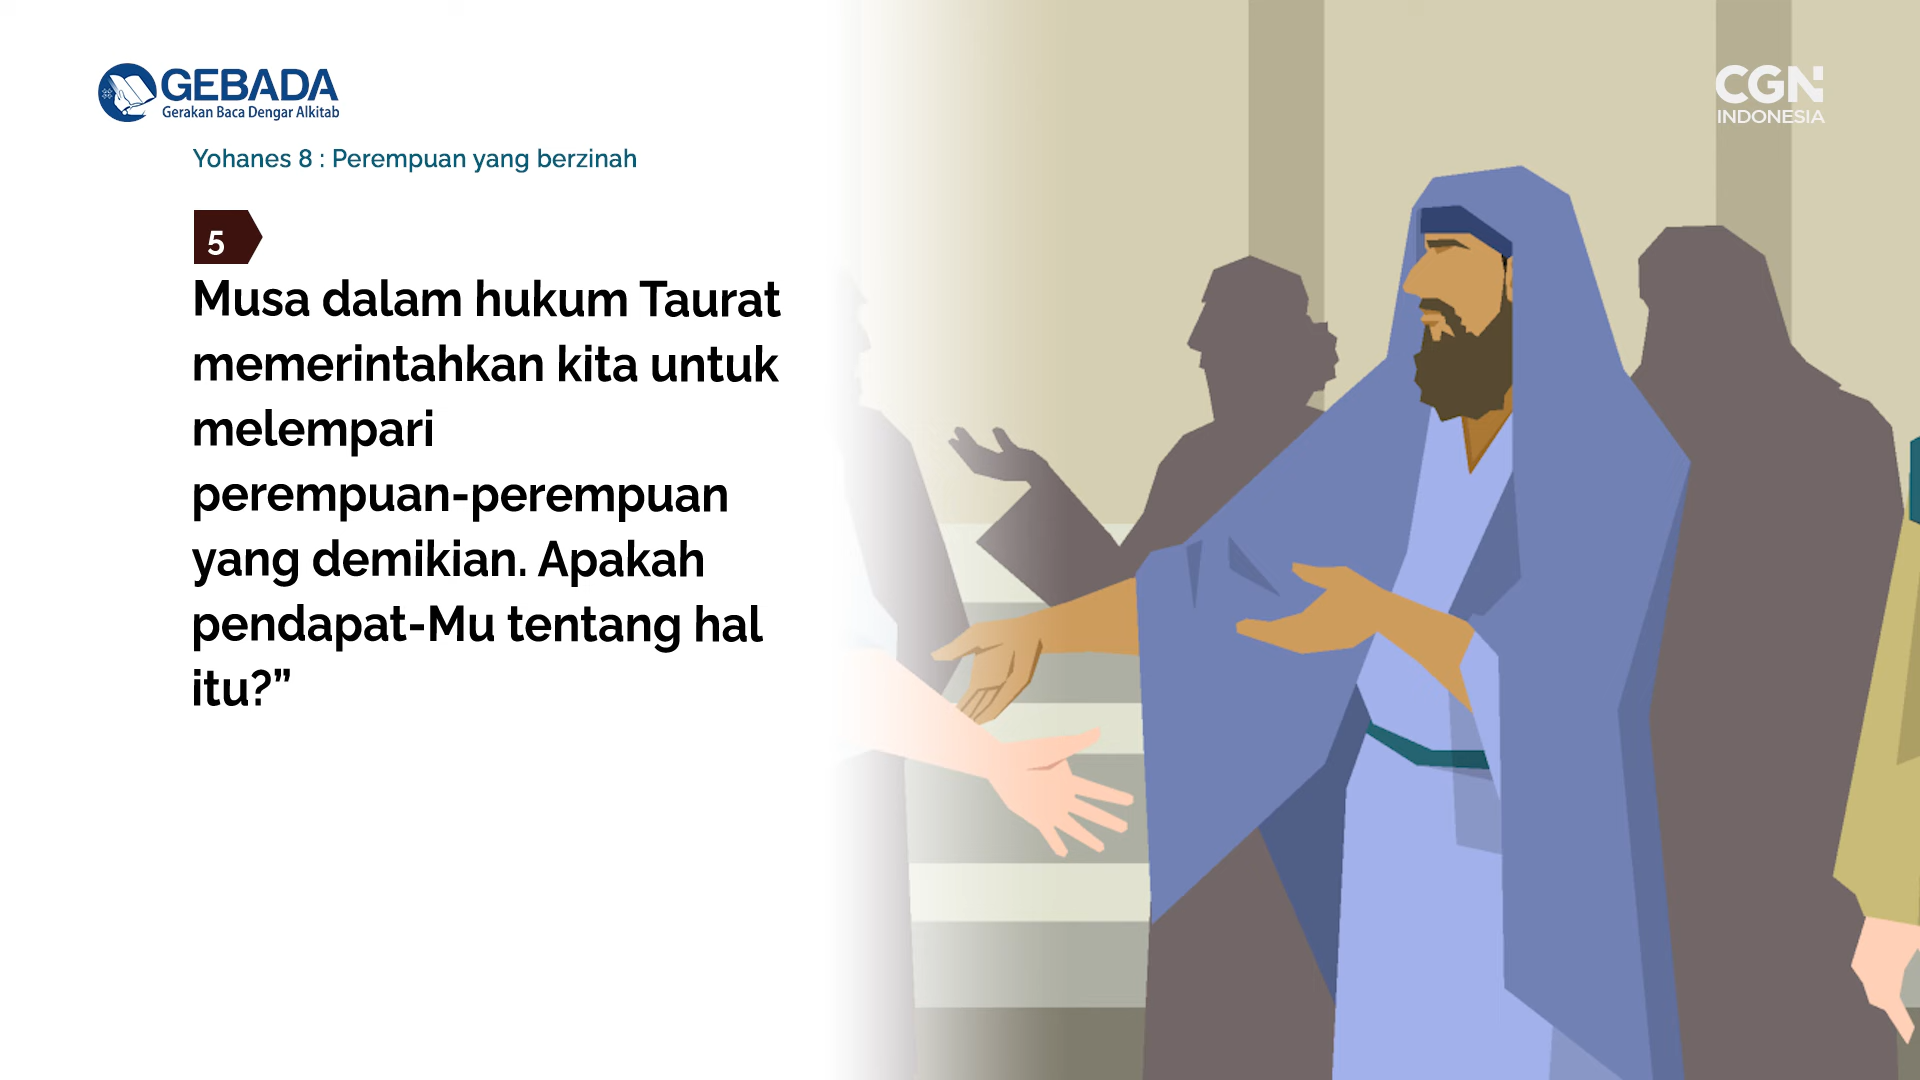 GEBADA
Gerakan Baca Dengar Alkitab
CGN
INDONESIA
Yohanes 8 : Perempuan yang berzinah
5
Musa dalam hukum Taurat
memerintahkan kita untuk
melempari
perempuan-perempuan
yang demikian. Apakah
pendapat-Mu tentang hal
itu?”